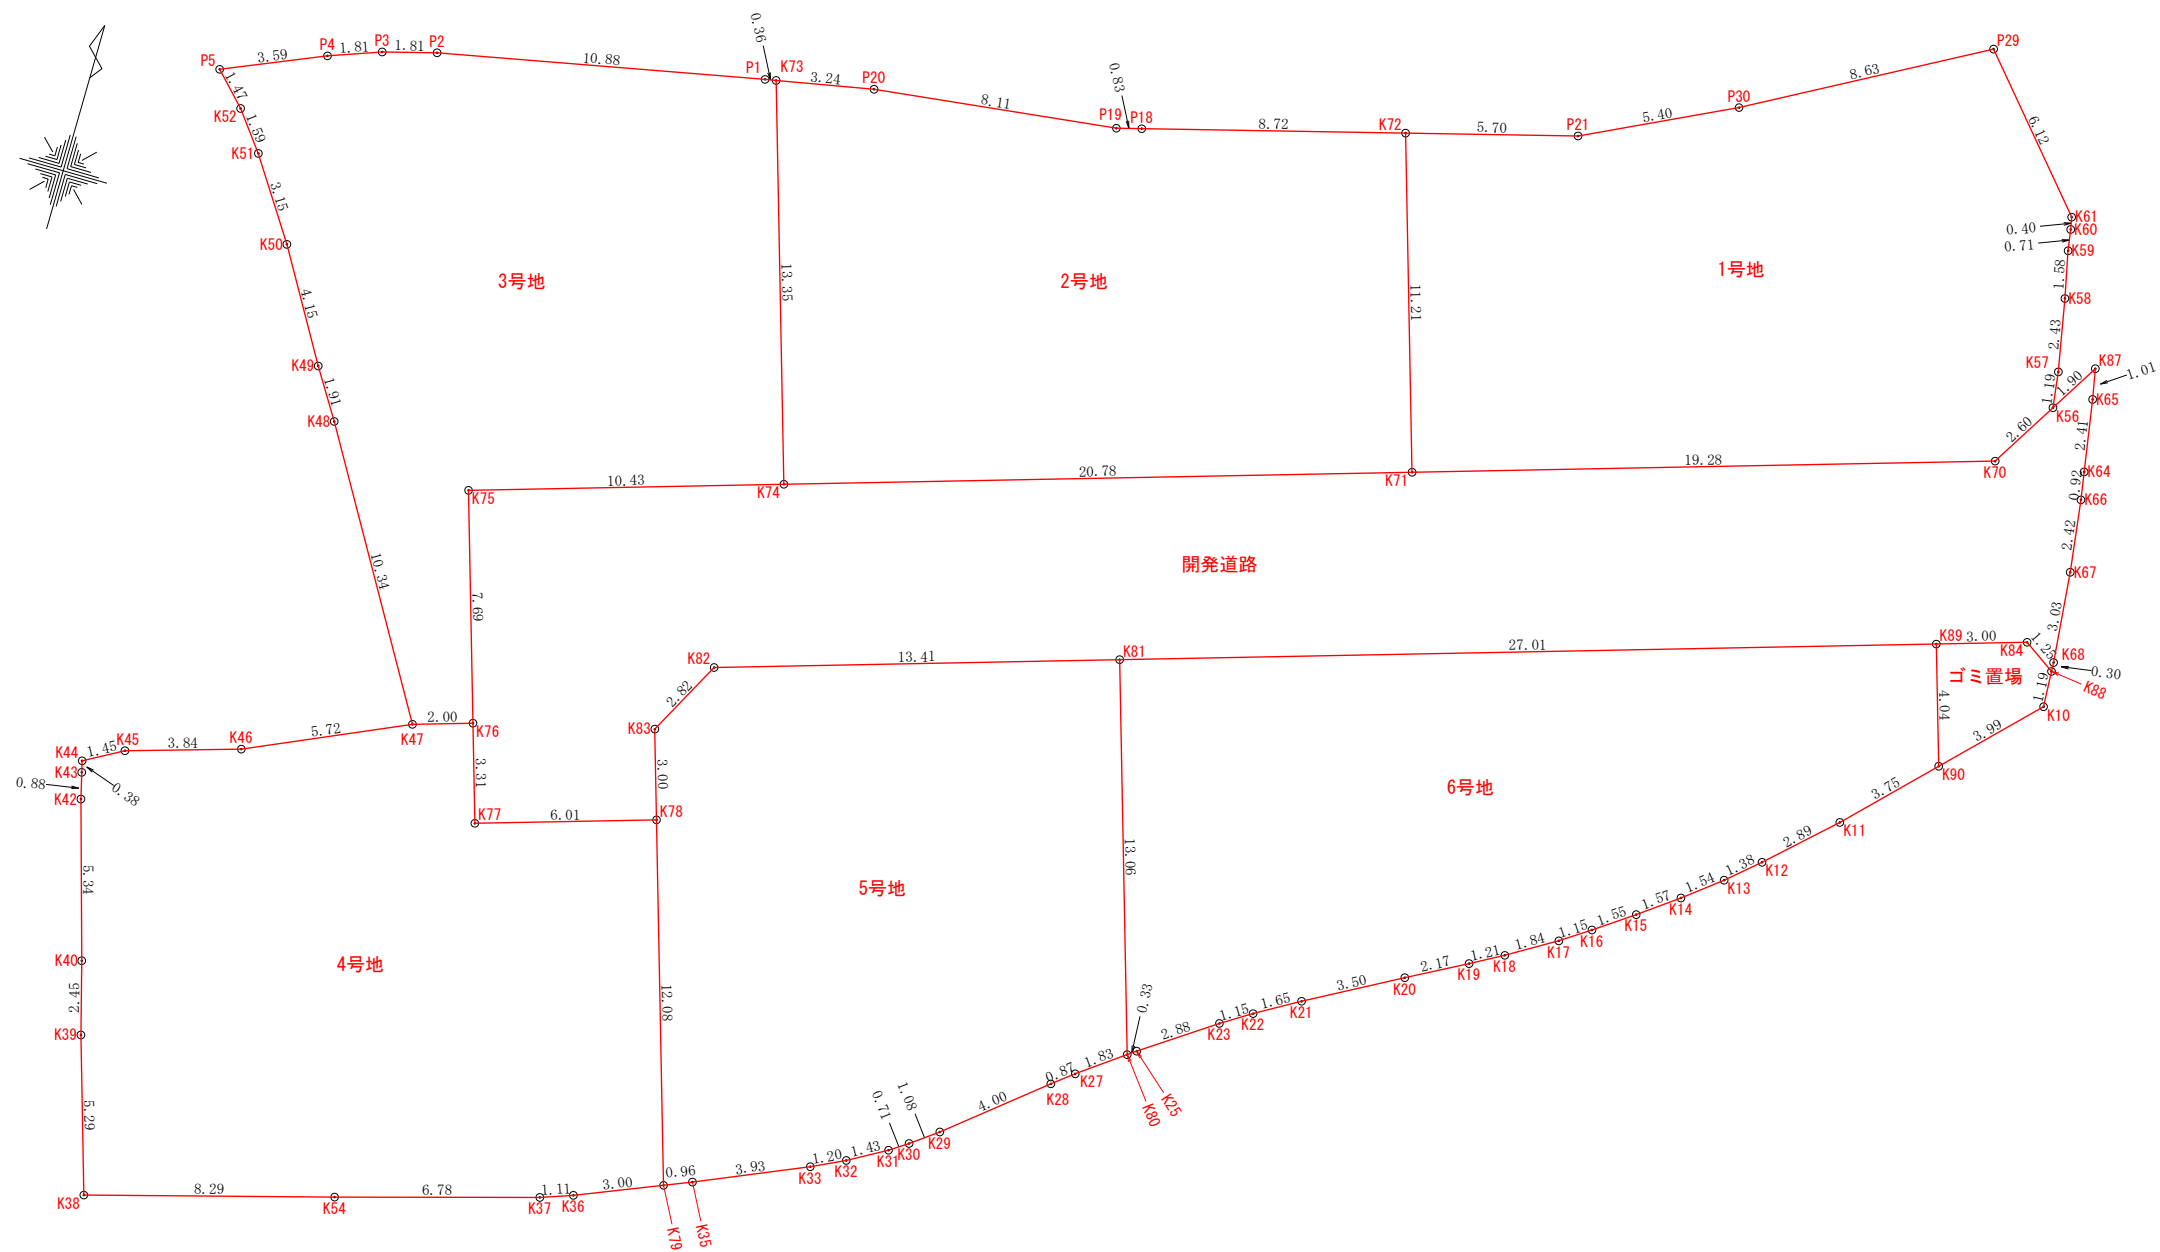 P5
3.59
P4
1.81
P3
1.81
P2
10.88
P1
0.36
K73
3.24
P20
8.11
P19
0.83
P18
8.72
K72
5.70
P21
5.40
P30
8.63
P29
6.12
K61
0.40
K60
0.71
K59
1.58
K58
2.43
K57
1.19
K56
1.90
K87
1.01
K65
2.41
K64
0.92
K66
2.42
K67
3.03
K68
0.30
K88
1.19
K10
1.47
K52
1.59
K51
3.15
K50
4.15
K49
1.91
K48
10.34
3号地
13.35
2号地
11.21
1号地
2.60
K70
19.28
K71
20.78
K74
10.43
K75
7.69
開発道路
K82
13.41
K81
27.01
K89
3.00
K84
1.25
ゴミ置場
4.04
3.99
K90
2.82
K83
3.00
K78
6.01
K77
3.31
K76
2.00
K47
5.72
K46
3.84
K45
1.45
K44
0.38
K43
0.88
K42
5.34
K40
2.45
K39
5.29
K38
4号地
5号地
6号地
12.08
13.06
8.29
K54
6.78
K37
1.11
K36
3.00
K79
0.96
K35
3.93
K33
1.20
K32
1.43
K31
0.71
K30
1.08
K29
4.00
K28
0.87
K27
1.83
K80
0.33
K25
2.88
K23
1.15
K22
1.65
K21
3.50
K20
2.17
K19
1.21
K18
1.84
K17
1.15
K16
1.55
K15
1.57
K14
1.54
K13
1.38
K12
2.89
K11
3.75